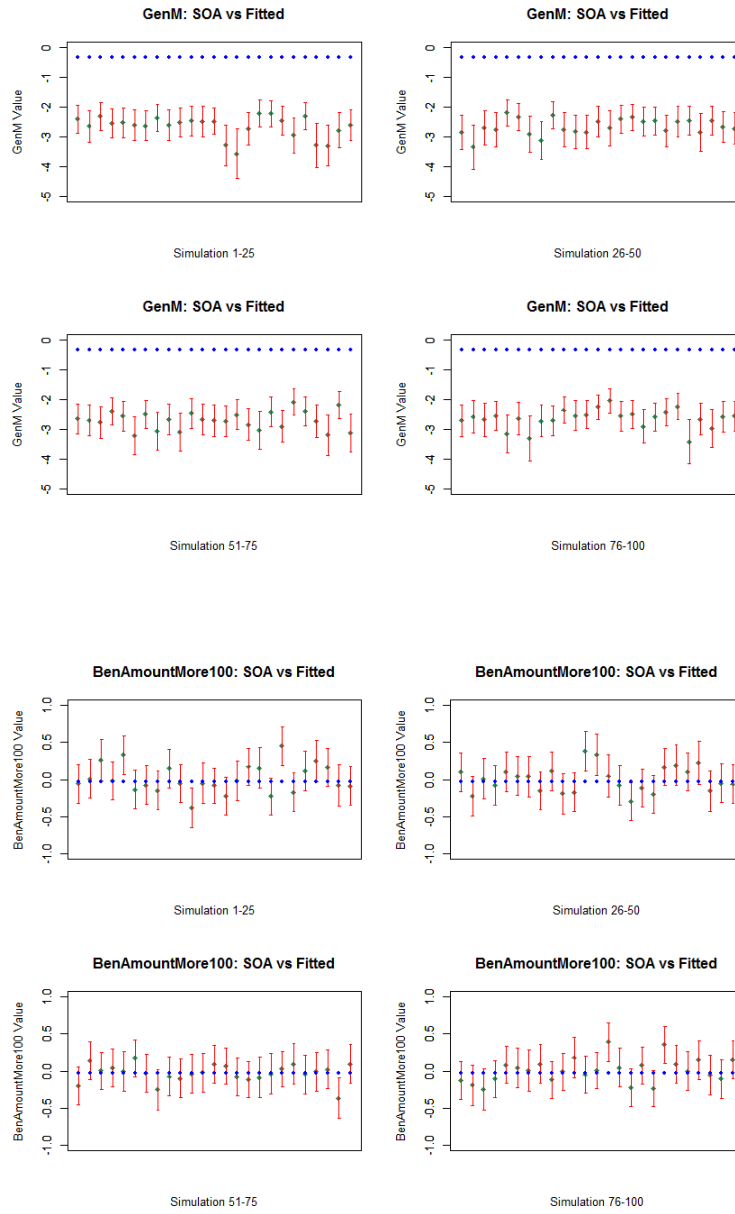 GenM: SOA vs Fitted
GenM: SOA vs Fitted
GenM Value
0
-1
-2
-3
-4
-5
GenM Value
0
-1
-2
-3
-4
-5
Simulation 1-25
Simulation 26-50
GenM: SOA vs Fitted
GenM: SOA vs Fitted
GenM Value
0
-1
-2
-3
-4
-5
GenM Value
0
-1
-2
-3
-4
-5
Simulation 51-75
Simulation 76-100
BenAmountMore100: SOA vs Fitted
BenAmountMore100: SOA vs Fitted
BenAmountMore100 Value
1.0
0.5
0.0
-0.5
-1.0
BenAmountMore100 Value
1.0
0.5
0.0
-0.5
-1.0
Simulation 1-25
Simulation 26-50
BenAmountMore100: SOA vs Fitted
BenAmountMore100: SOA vs Fitted
BenAmountMore100 Value
1.0
0.5
0.0
-0.5
-1.0
BenAmountMore100 Value
1.0
0.5
0.0
-0.5
-1.0
Simulation 51-75
Simulation 76-100